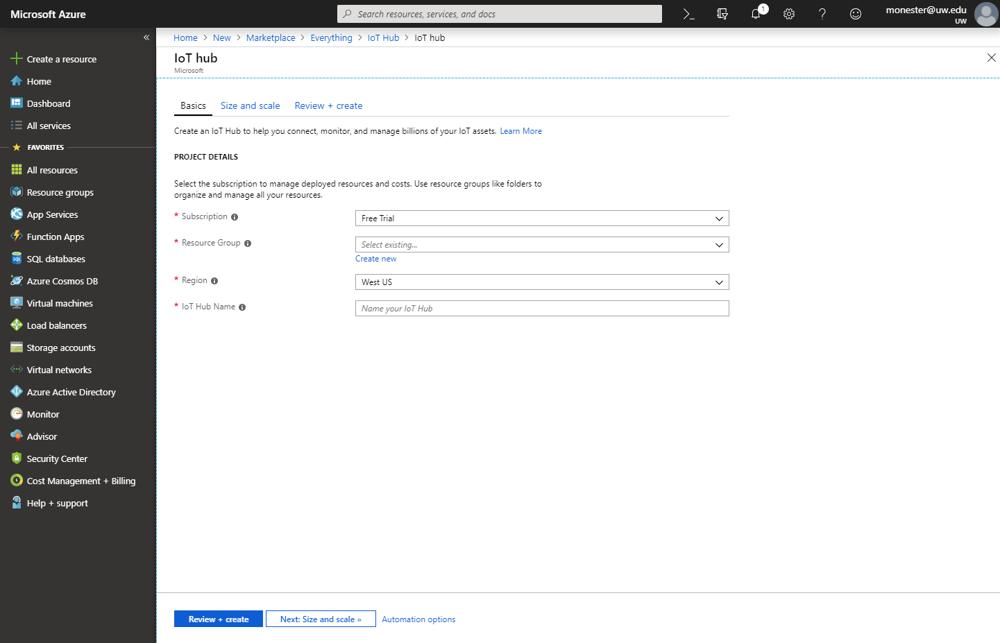 Microsoft Azure
Search resources, services, and docs
1
monester@uw.edu
UW
«
Create a resource
Home
Dashboard
All services
FAVORITES
All resources
Resource groups
App Services
Function Apps
SQL
SQL databases
Azure Cosmos DB
Virtual machines
Load balancers
Storage accounts
Virtual networks
Azure Active Directory
Monitor
Advisor
Security Center
Cost Management + Billing
Help + support
Home > New > Marketplace > Everything > IoT Hub > IoT hub
IoT hub
Microsoft
Basics Size and scale Review + create
Create an IoT Hub to help you connect, monitor, and manage billions of your IoT assets. Learn More
PROJECT DETAILS
Select the subscription to manage deployed resources and costs. Use resource groups like folders to
organize and manage all your resources.
* Subscription
Free Trial
* Resource Group
Select existing...
Create new
* Region
West US
* IoT Hub Name
Name your IoT Hub
Review + create Next: Size and scale » Automation options